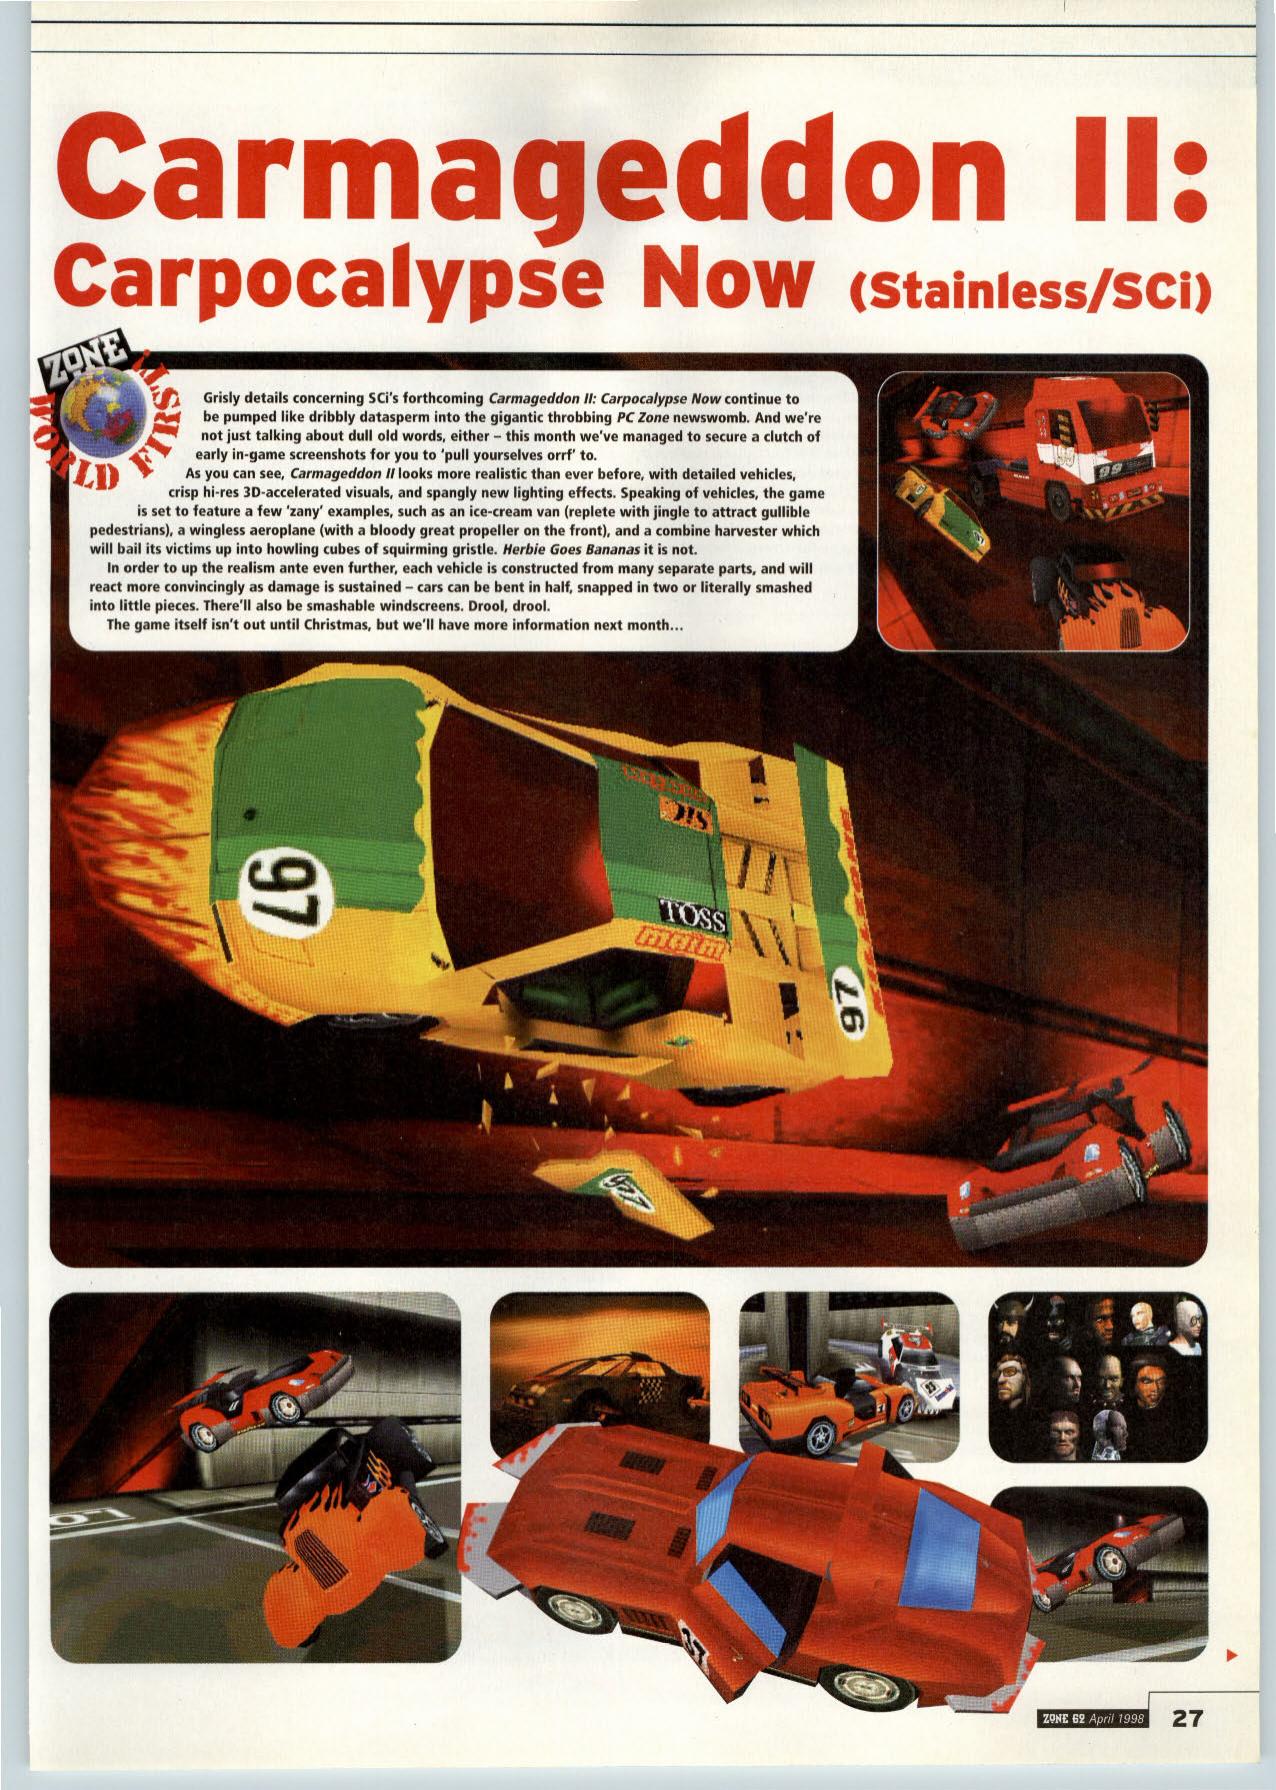 Carmageddon II:
Carpocalypse Now (Stainless/SCi)
ZONE
WORLD FIRST!
Grisly details concerning SCi's forthcoming Carmageddon II: Carpocalypse Now continue to
be pumped like dribbly datasperm into the gigantic throbbing PC Zone newswomb. And we're
not just talking about dull old words, either – this month we've managed to secure a clutch of
early in-game screenshots for you to 'pull yourselves orrf' to.
As you can see, Carmageddon II looks more realistic than ever before, with detailed vehicles,
crisp hi-res 3D-accelerated visuals, and spangly new lighting effects. Speaking of vehicles, the game
is set to feature a few 'zany' examples, such as an ice-cream van (replete with jingle to attract gullible
pedestrians), a wingless aeroplane (with a bloody great propeller on the front), and a combine harvester which
will bail its victims up into howling cubes of squirming gristle. Herbie Goes Bananas it is not.
In order to up the realism ante even further, each vehicle is constructed from many separate parts, and will
react more convincingly as damage is sustained – cars can be bent in half, snapped in two or literally smashed
into little pieces. There'll also be smashable windscreens. Drool, drool.
The game itself isn't out until Christmas, but we'll have more information next month...
99
97
TOSS
maim
97
97
37
ZONE 62 April 1998 27